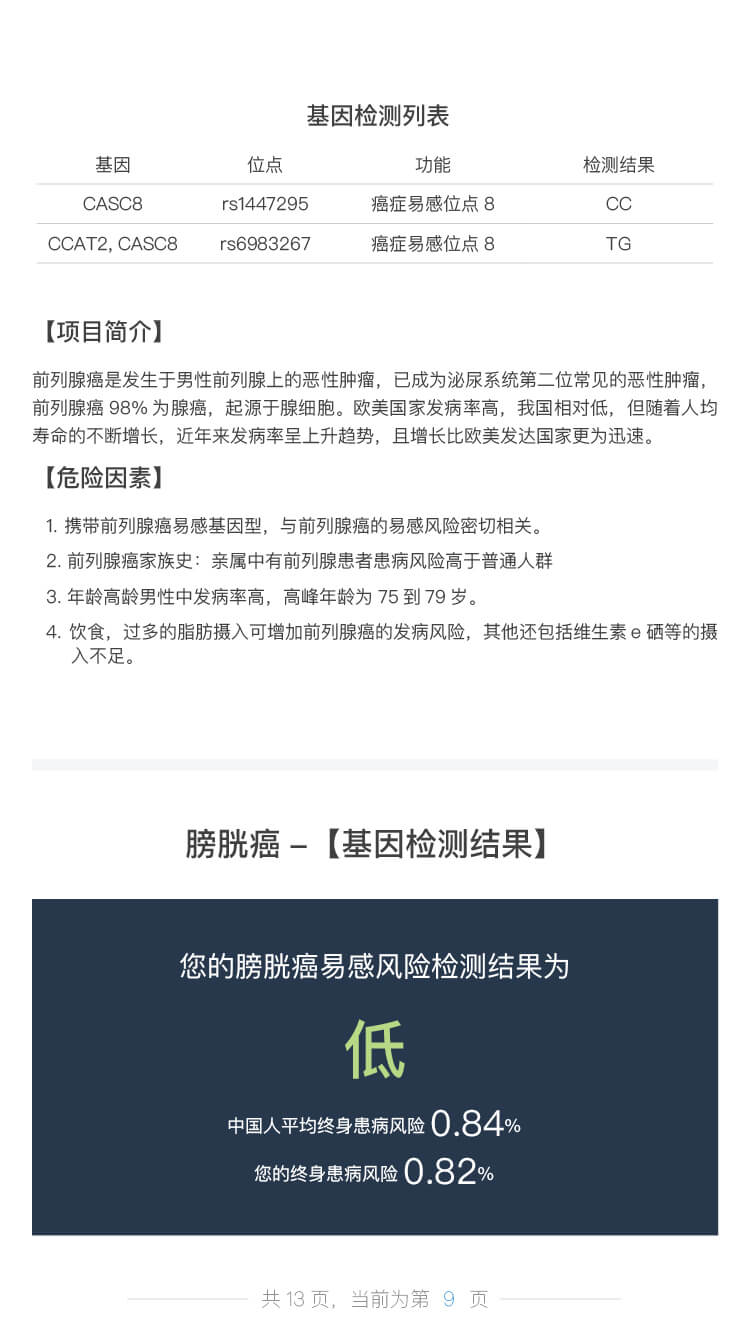 基因检测列表
基因 位点 功能 检测结果
CASC8 rs1447295 癌症易感位点 8 CC
CCAT2, CASC8 rs6983267 癌症易感位点 8 TG
【项目简介】
前列腺癌是发生于男性前列腺上的恶性肿瘤，已成为泌尿系统第二位常见的恶性肿瘤，
前列腺癌 98% 为腺癌，起源于腺细胞。欧美国家发病率高，我国相对低，但随着人均
寿命的不断增长，近年来发病率呈上升趋势，且增长比欧美发达国家更为迅速。
【危险因素】
1. 携带前列腺癌易感基因型，与前列腺癌的易感风险密切相关。
2. 前列腺癌家族史：亲属中有前列腺患者患病风险高于普通人群
3. 年龄高龄男性中发病率高，高峰年龄为 75 到 79 岁。
4. 饮食，过多的脂肪摄入可增加前列腺癌的发病风险，其他还包括维生素 e 硒等的摄
入不足。
膀胱癌 –【基因检测结果】
您的膀胱癌易感风险检测结果为
低
中国人平均终身患病风险 0.84%
您的终身患病风险 0.82%
共 13 页，当前为第 9 页